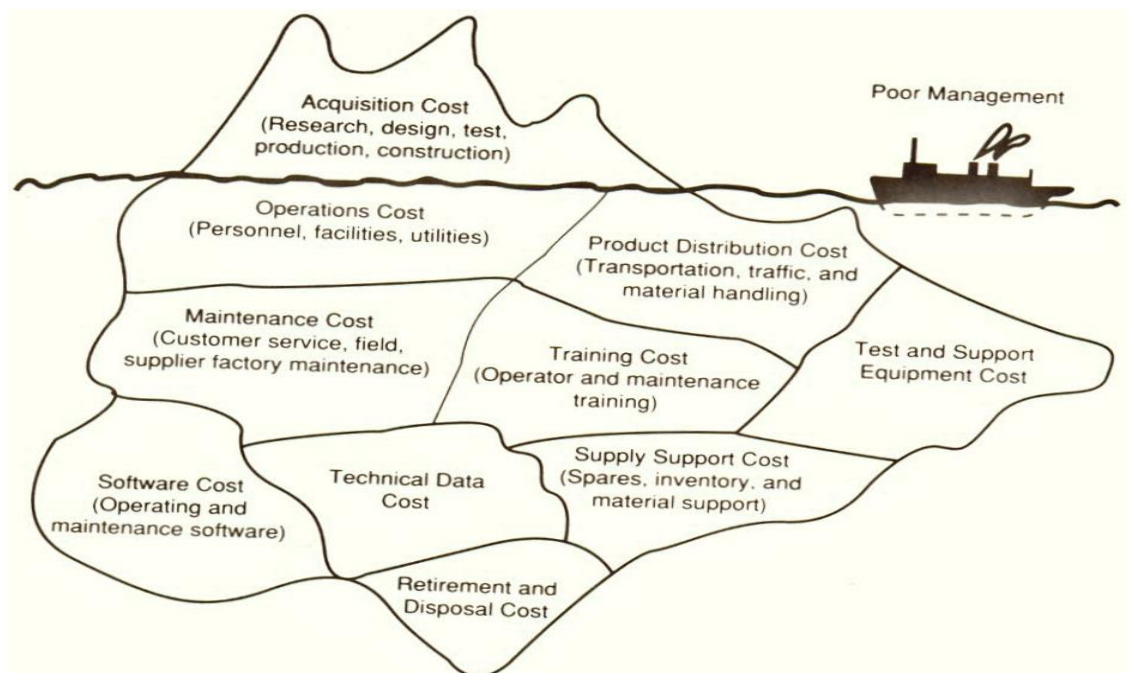 Poor Management
Acquisition Cost
(Research, design, test,
production, construction)
Operations Cost
(Personnel, facilities, utilities)
Product Distribution Cost
(Transportation, traffic, and
material handling)
Maintenance Cost
(Customer service, field,
supplier factory maintenance)
Training Cost
(Operator and maintenance
training)
Test and Support
Equipment Cost
Software Cost
(Operating and
maintenance software)
Technical Data
Cost
Supply Support Cost
(Spares, inventory, and
material support)
Retirement and
Disposal Cost